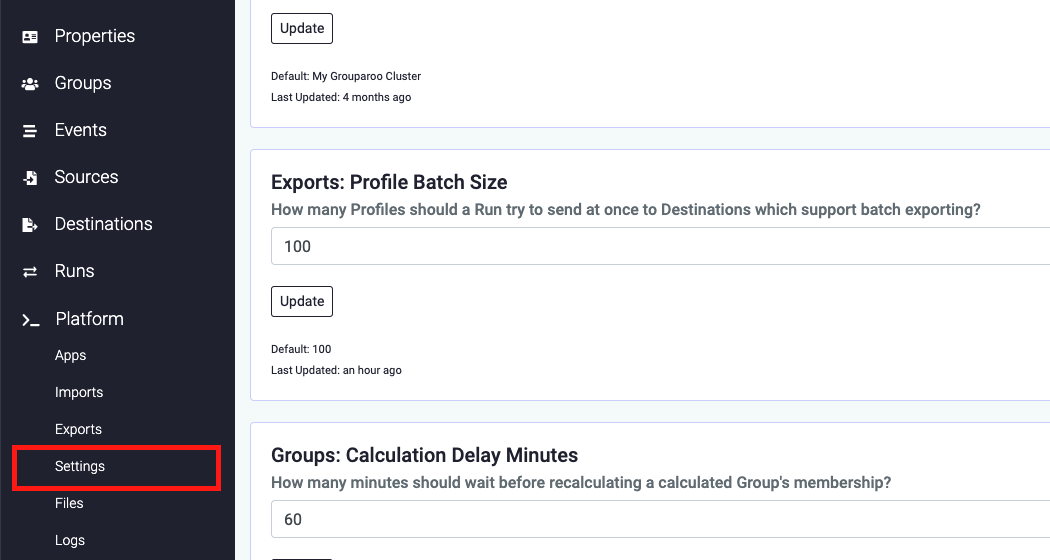 Properties
Groups
Events
Sources
Destinations
Runs
Platform
Apps
Imports
Exports
Settings
Files
Logs
Update
Default: My Grouparoo Cluster
Last Updated: 4 months ago
Exports: Profile Batch Size
How many Profiles should a Run try to send at once to Destinations which support batch exporting?
100
Update
Default: 100
Last Updated: an hour ago
Groups: Calculation Delay Minutes
How many minutes should wait before recalculating a calculated Group's membership?
60